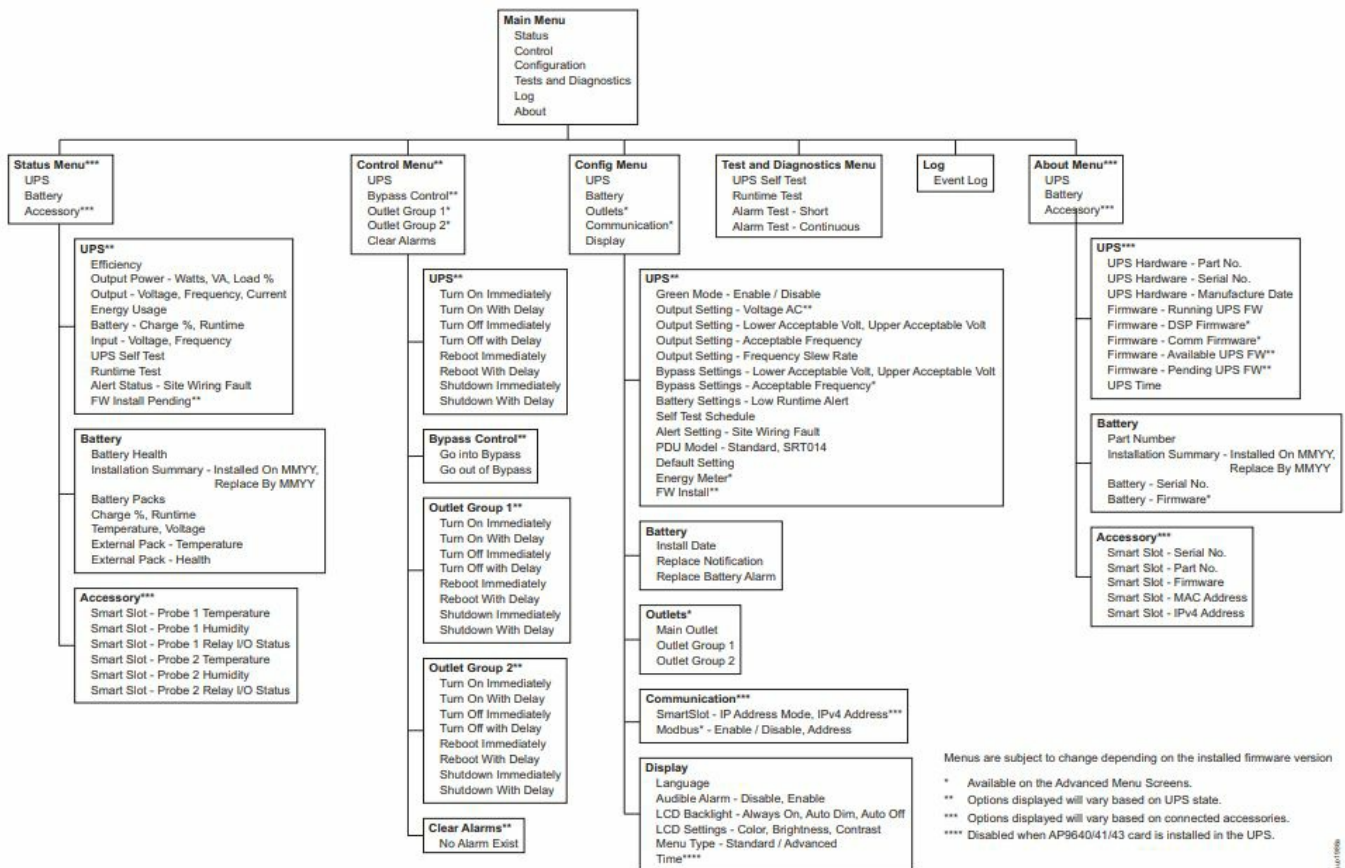 Main Menu
Status
Control
Configuration
Tests and Diagnostics
Log
About
Status Menu***
UPS
Battery
Accessory***
UPS**
Efficiency
Output Power - Watts, VA, Load %
Output - Voltage, Frequency, Current
Energy Usage
Battery - Charge %, Runtime
Input - Voltage, Frequency
UPS Self Test
Runtime Test
Alert Status - Site Wiring Fault
FW Install Pending**
Battery
Battery Health
Installation Summary - Installed On MMYY,
Replace By MMYY
Battery Packs
Charge %, Runtime
Temperature, Voltage
External Pack - Temperature
External Pack - Health
Accessory***
Smart Slot - Probe 1 Temperature
Smart Slot - Probe 1 Humidity
Smart Slot - Probe 1 Relay I/O Status
Smart Slot - Probe 2 Temperature
Smart Slot - Probe 2 Humidity
Smart Slot - Probe 2 Relay I/O Status
Control Menu**
UPS
Bypass Control**
Outlet Group 1*
Outlet Group 2*
Clear Alarms
UPS**
Turn On Immediately
Turn On With Delay
Turn Off Immediately
Turn Off with Delay
Reboot Immediately
Reboot With Delay
Shutdown Immediately
Shutdown With Delay
Bypass Control**
Go into Bypass
Go out of Bypass
Outlet Group 1**
Turn On Immediately
Turn On With Delay
Turn Off Immediately
Turn Off with Delay
Reboot Immediately
Reboot With Delay
Shutdown Immediately
Shutdown With Delay
Outlet Group 2**
Turn On Immediately
Turn On With Delay
Turn Off Immediately
Turn Off with Delay
Reboot Immediately
Reboot With Delay
Shutdown Immediately
Shutdown With Delay
Clear Alarms**
No Alarm Exist
Config Menu
UPS
Battery
Outlets*
Communication*
Display
UPS**
Green Mode - Enable / Disable
Output Setting - Voltage AC**
Output Setting - Lower Acceptable Volt, Upper Acceptable Volt
Output Setting - Acceptable Frequency
Output Setting - Frequency Slew Rate
Bypass Settings - Lower Acceptable Volt, Upper Acceptable Volt
Bypass Settings - Acceptable Frequency*
Battery Settings - Low Runtime Alert
Self Test Schedule
Alert Setting - Site Wiring Fault
PDU Model - Standard, SRT014
Default Setting
Energy Meter*
FW Install**
Battery
Install Date
Replace Notification
Replace Battery Alarm
Outlets*
Main Outlet
Outlet Group 1
Outlet Group 2
Communication***
SmartSlot - IP Address Mode, IPv4 Address***
Modbus* - Enable / Disable, Address
Display
Language
Audible Alarm - Disable, Enable
LCD Backlight - Always On, Auto Dim, Auto Off
LCD Settings - Color, Brightness, Contrast
Menu Type - Standard / Advanced
Time****
Test and Diagnostics Menu
UPS Self Test
Runtime Test
Alarm Test - Short
Alarm Test - Continuous
Log
Event Log
About Menu***
UPS
Battery
Accessory***
UPS***
UPS Hardware - Part No.
UPS Hardware - Serial No.
UPS Hardware - Manufacture Date
Firmware - Running UPS FW
Firmware - DSP Firmware*
Firmware - Comm Firmware*
Firmware - Available UPS FW**
Firmware - Pending UPS FW**
UPS Time
Battery
Part Number
Installation Summary - Installed On MMYY,
Replace By MMYY
Battery - Serial No.
Battery - Firmware*
Accessory***
Smart Slot - Serial No.
Smart Slot - Part No.
Smart Slot - Firmware
Smart Slot - MAC Address
Smart Slot - IPv4 Address
Menus are subject to change depending on the installed firmware version
* Available on the Advanced Menu Screens.
** Options displayed will vary based on UPS state.
*** Options displayed will vary based on connected accessories.
**** Disabled when AP9640/41/43 card is installed in the UPS.